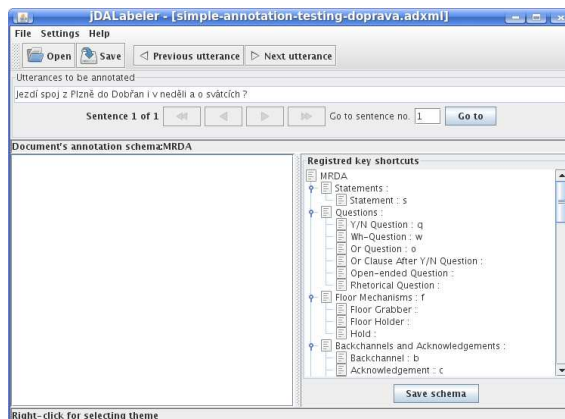 jDALabeler - [simple-annotation-testing-doprava.adxml]
File Settings Help
Open Save Previous utterance Next utterance
Utterances to be annotated
Jezdí spoj z Plzně do Dobřan i v neděli a o svátcích ?
Sentence 1 of 1 Go to sentence no. 1 Go to
Document's annotation schema:MRDA
Registred key shortcuts
MRDA
Statements :
Statement : s
Questions :
Y/N Question : q
Wh-Question : w
Or Question : o
Or Clause After Y/N Question :
Open-ended Question :
Rhetorical Question :
Floor Mechanisms : f
Floor Grabber :
Floor Holder :
Hold :
Backchannels and Acknowledgements :
Backchannel : b
Acknowledgement : c
Save schema
Right-click for selecting theme